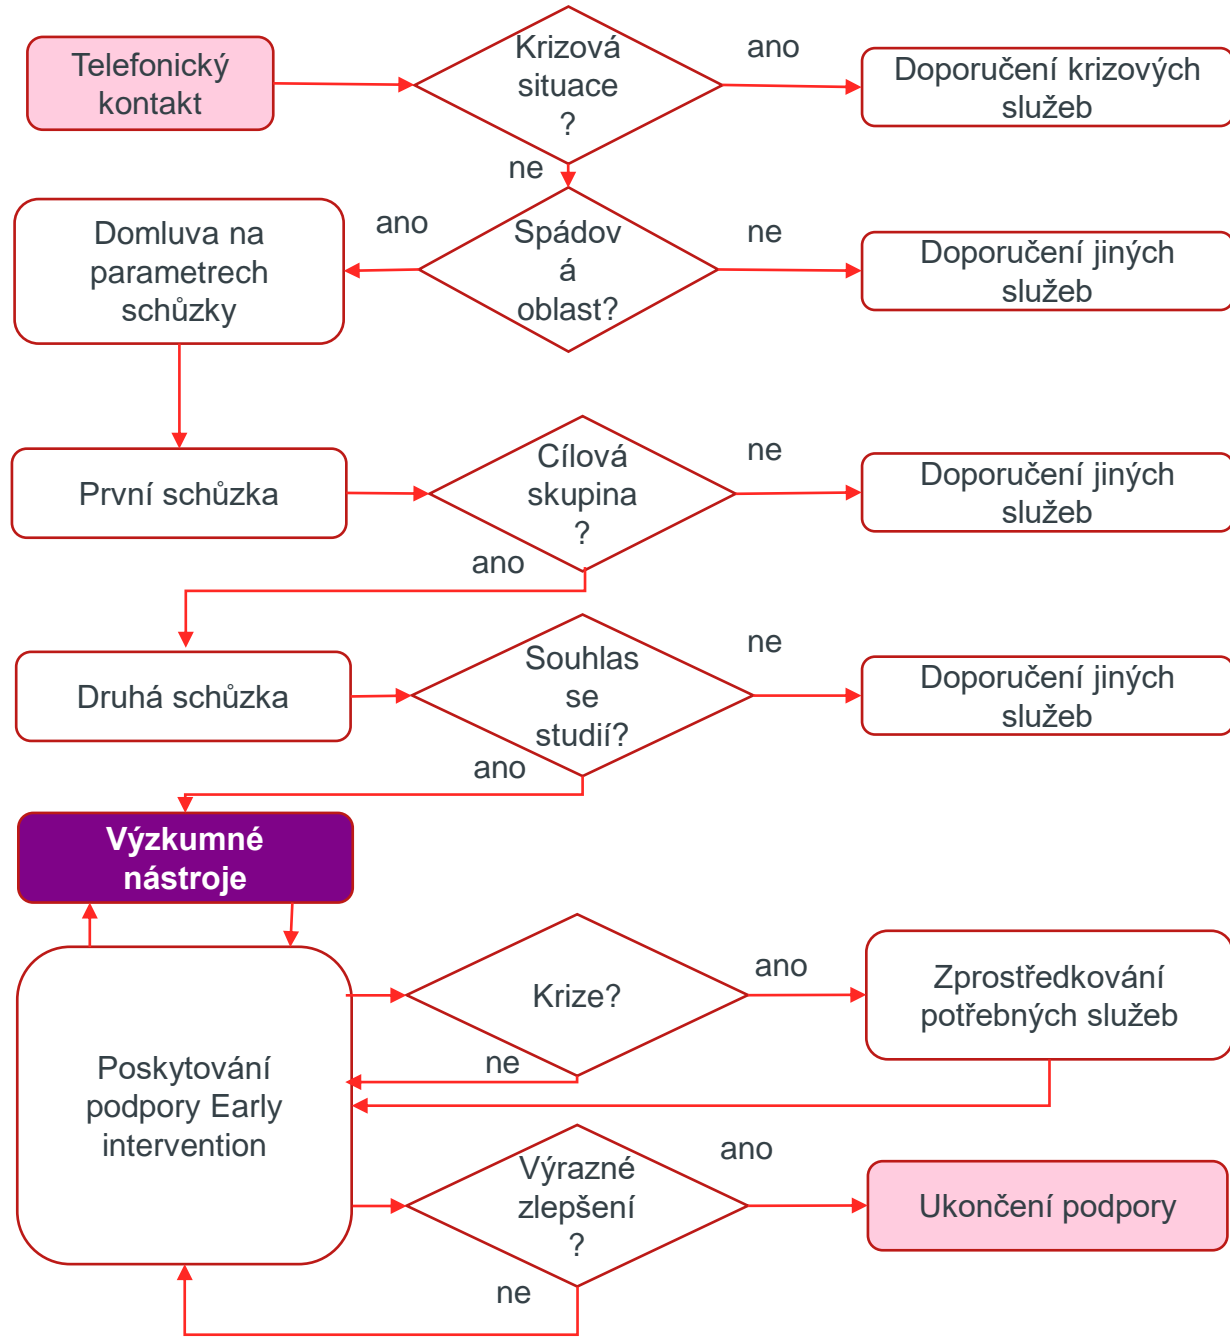 Telefonický
kontakt
Krizová
situace
?
ano
Doporučení krizových
služeb
ne
Domluva na
parametrech
schůzky
ano
Spádov
á
oblast?
ne
Doporučení jiných
služeb
První schůzka
Cílová
skupina
?
ne
Doporučení jiných
služeb
ano
Druhá schůzka
Souhlas
se
studií?
ne
Doporučení jiných
služeb
ano
Výzkumné
nástroje
Poskytování
podpory Early
intervention
Krize?
ano
Zprostředkování
potřebných služeb
ne
Výrazné
zlepšení
?
ano
Ukončení podpory
ne